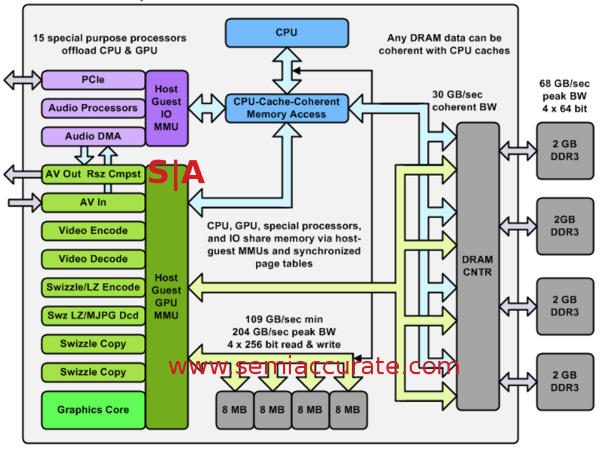 15 special purpose processors
offload CPU & GPU
CPU
Any DRAM data can be
coherent with CPU caches
PCIe
Audio Processors
Audio DMA
Host
Guest
IO
MMU
CPU-Cache-Coherent
Memory Access
30 GB/sec
coherent BW
68 GB/sec
peak BW
4 x 64 bit
S|A
AV Out Rsz Cmpst
AV In
Video Encode
Video Decode
Swizzle/LZ Encode
Swz LZ/MJPG Dcd
Swizzle Copy
Swizzle Copy
Graphics Core
Host
Guest
GPU
MMU
CPU, GPU, special processors,
and IO share memory via host-
guest MMUs and synchronized
page tables
DRAM
CNTR
2 GB
DDR3
2GB
DDR3
2 GB
DDR3
2 GB
DDR3
109 GB/sec min
204 GB/sec peak BW
4 x 256 bit read & write
www.semiaccurate.com
8 MB
8 MB
8 MB
8 MB